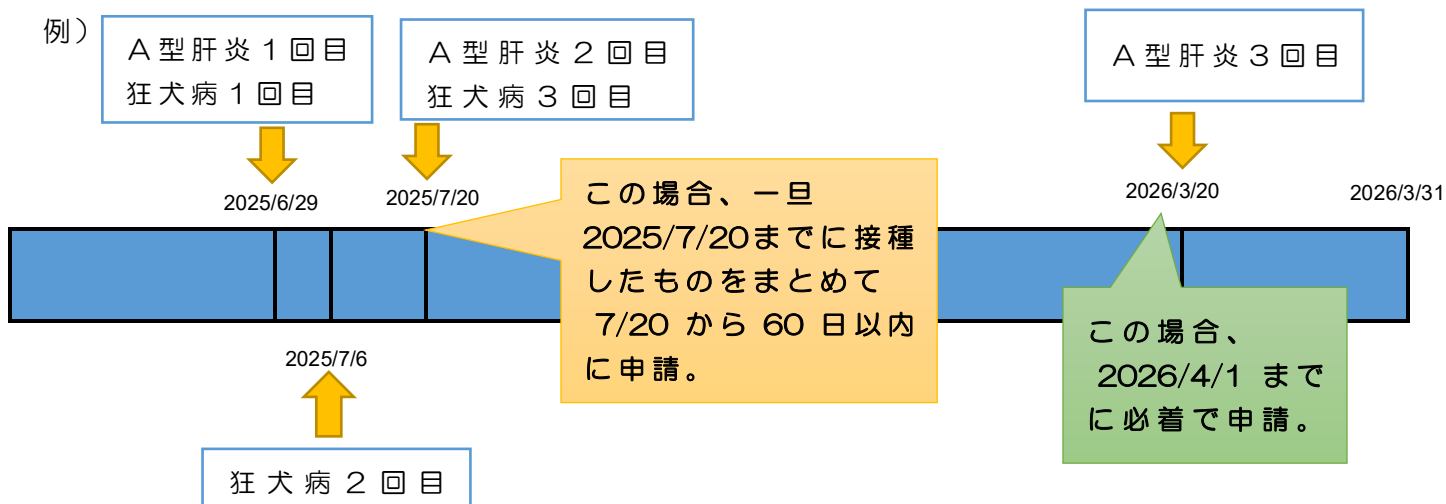 例）
Ａ型肝炎１回目
狂犬病１回目
Ａ型肝炎２回目
狂犬病３回目
Ａ型肝炎３回目
2025/6/29
2025/7/20
2026/3/20
2026/3/31
この場合、一旦
2025/7/20までに接種
したものをまとめて
7/20 から 60 日以内
に申請。
この場合、
2026/4/1 まで
に必着で申請。
2025/7/6
狂犬病２回目